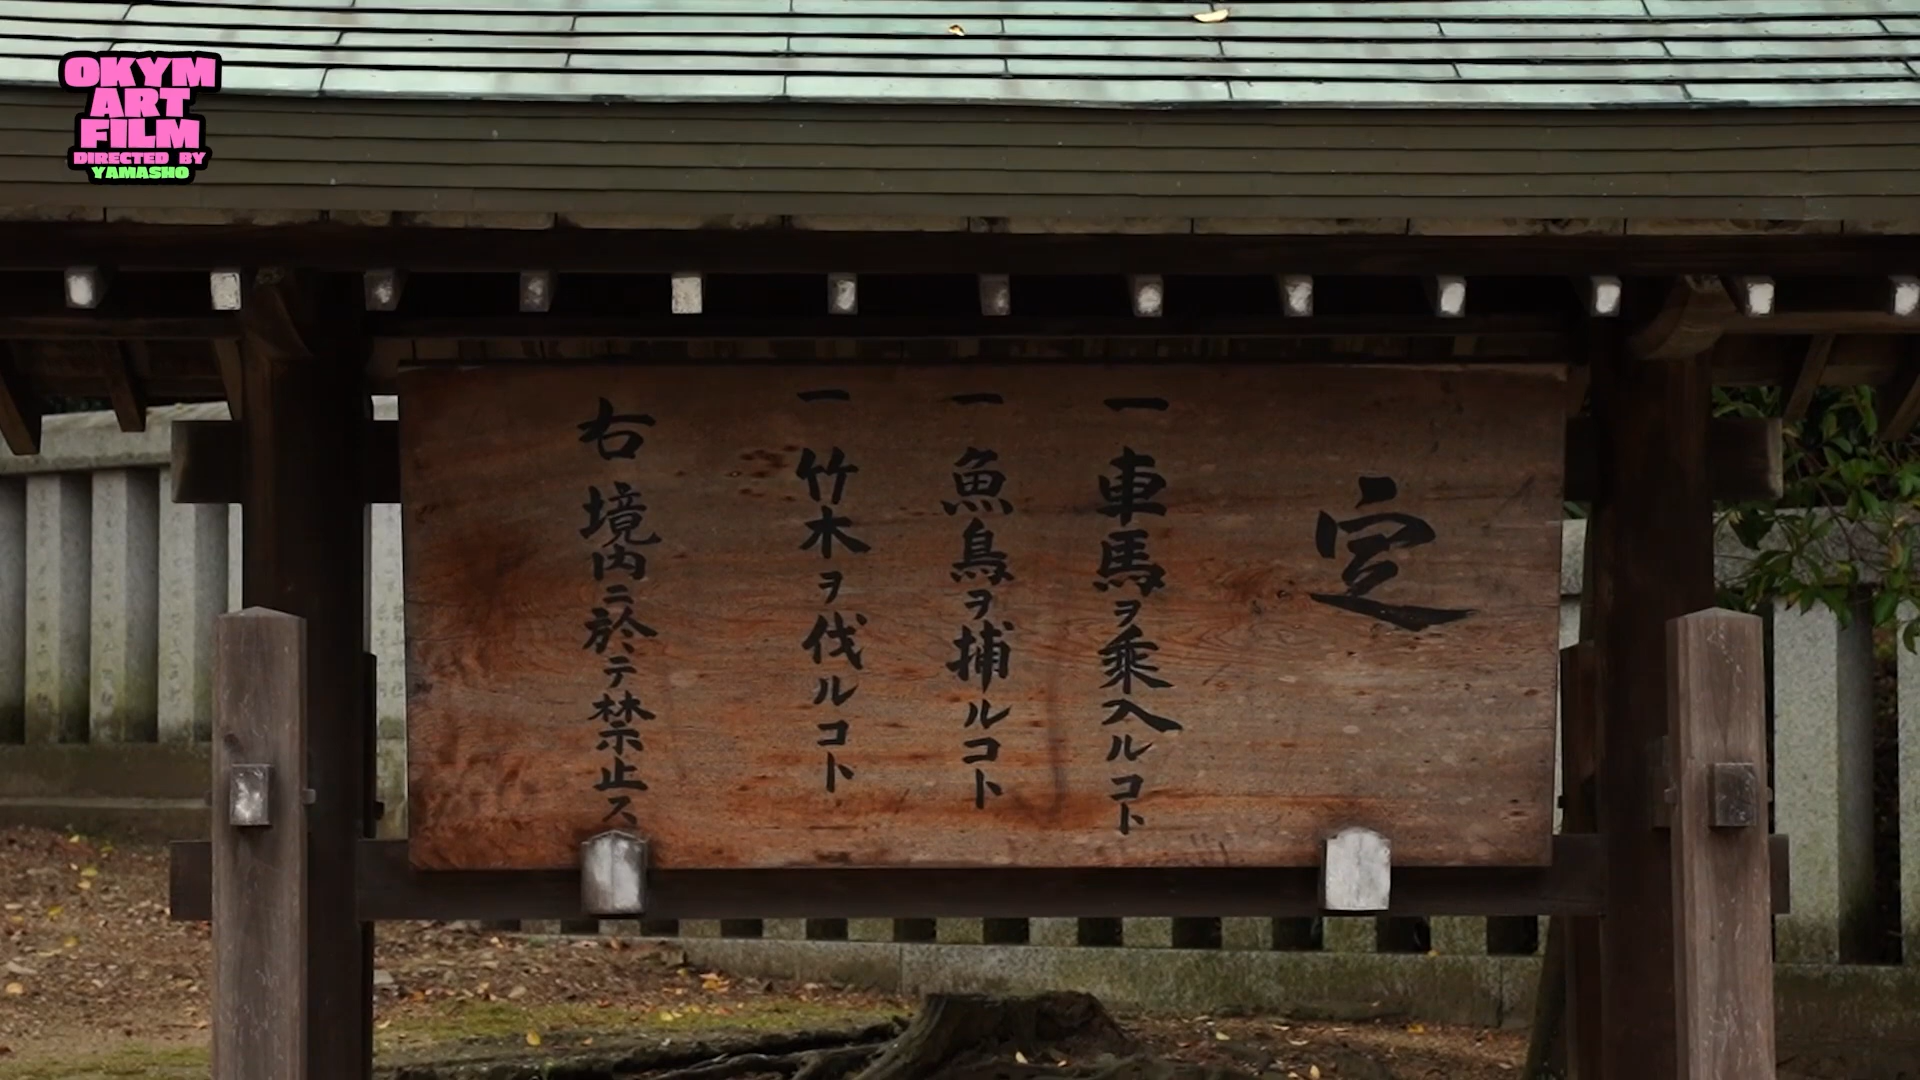 OKYM
ART
FILM
DIRECTED BY
YAMASHO
定
一 車馬ヲ乗入ルコト
一 魚鳥ヲ捕ルコト
一 竹木ヲ伐ルコト
右境内ニ於テ禁止ス